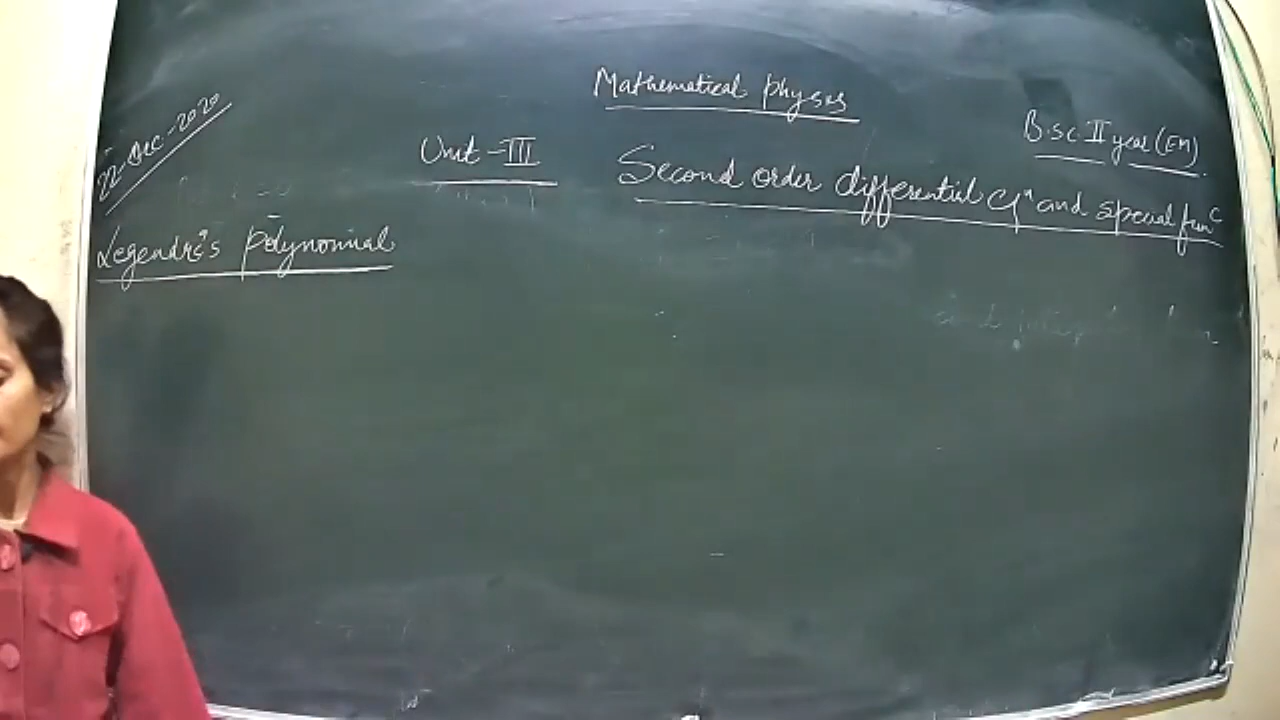 Mathematical physcs
22-Dec-2020
B.Sc II year (EM)
Unit-III
Second order differential eqⁿ and special funᶜ
Legendre's polynomial